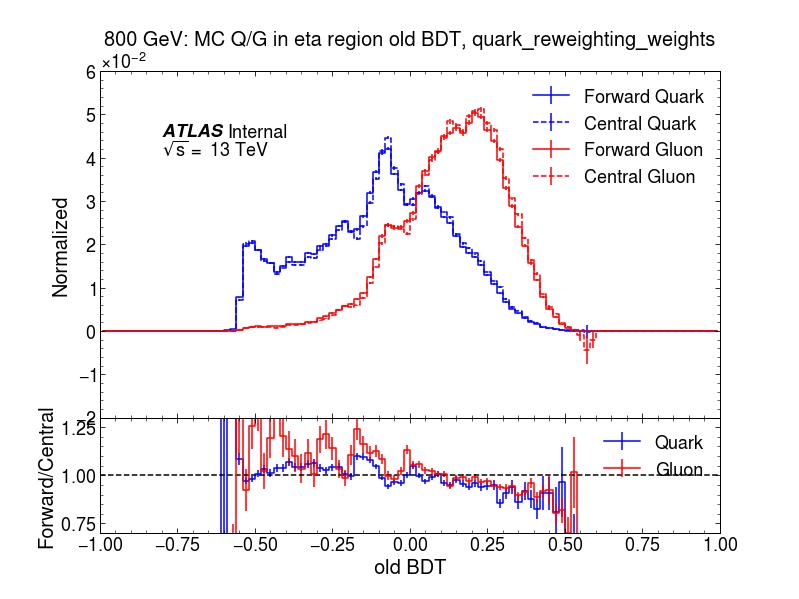 800 GeV: MC Q/G in eta region old BDT, quark_reweighting_weights
×10⁻²
6
5
4
3
2
1
0
−1
−2
Normalized
ATLAS Internal
√s = 13 TeV
Forward Quark
Central Quark
Forward Gluon
Central Gluon
1.25
1.00
0.75
Forward/Central
Quark
Gluon
−1.00 −0.75 −0.50 −0.25 0.00 0.25 0.50 0.75 1.00
old BDT